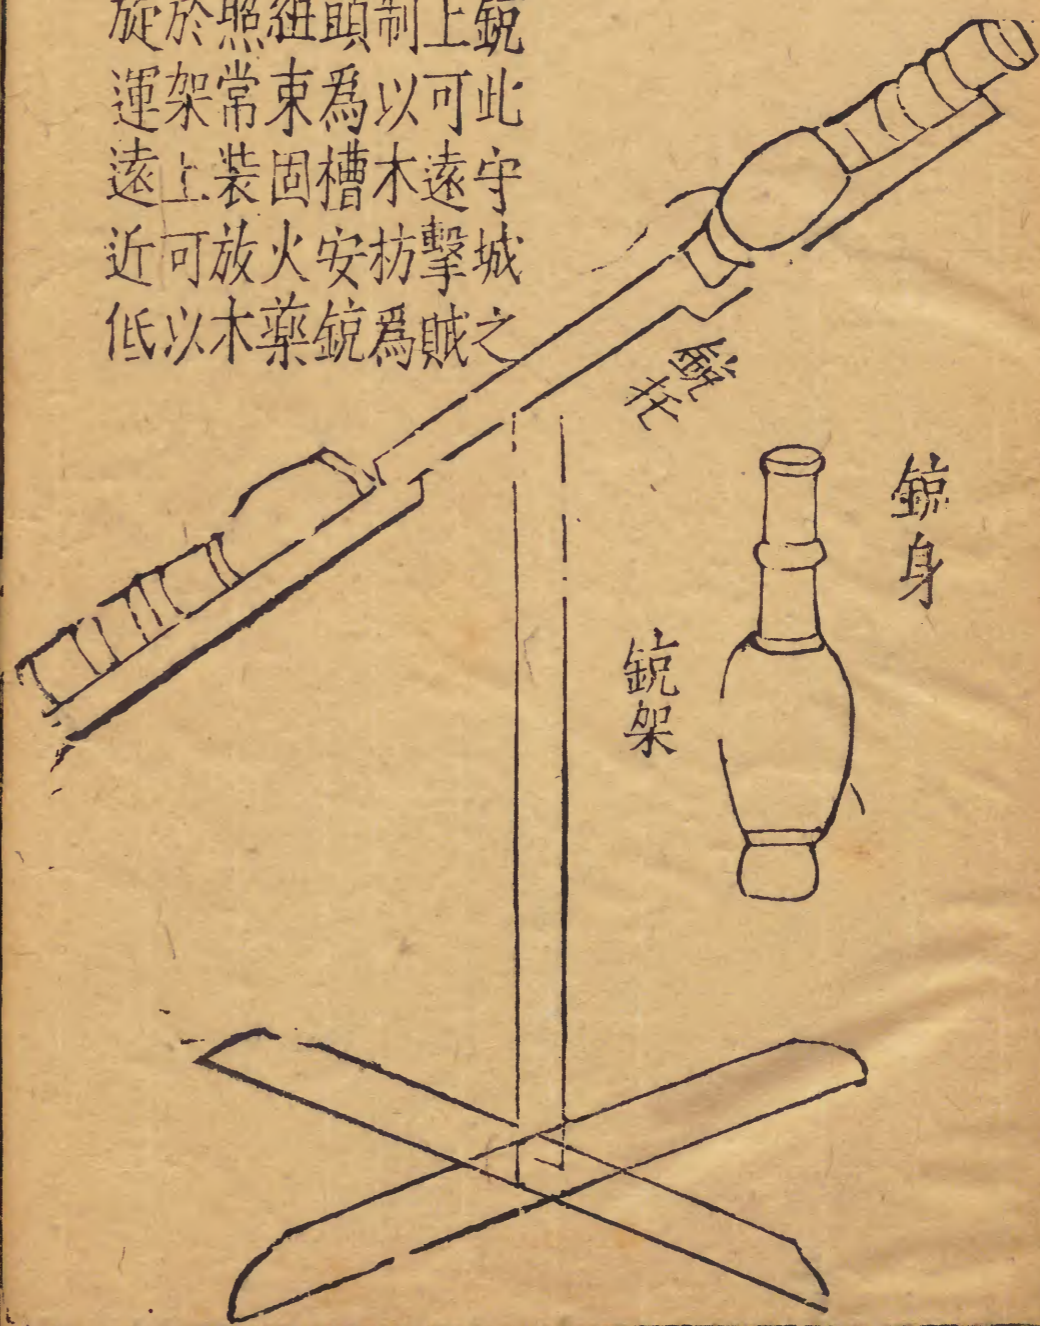 銃此守城之
上可遠擊賊
制以木枋爲
頭爲槽安銃
紐束固火藥
照常裝放木
於架上可以
旋運遠近低
銃托
銃身
銃架